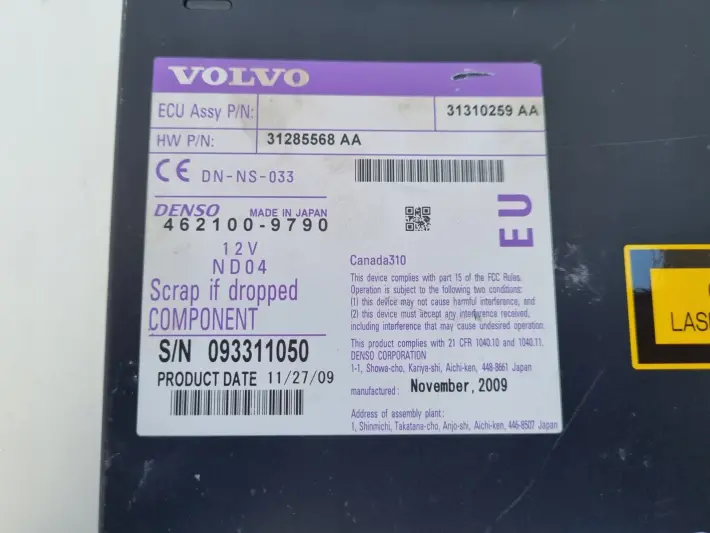 VOLVO
ECU Assy P/N: 31310259 AA
HW P/N: 31285568 AA
CE DN-NS-033
DENSO MADE IN JAPAN
462100-9790
12V
ND04
Scrap if dropped
COMPONENT
S/N 093311050
PRODUCT DATE 11/27/09
EU
Canada310
This device complies with part 15 of the FCC Rules.
Operation is subject to the following two conditions:
(1) this device may not cause harmful interference, and
(2) this device must accept any interference received,
including interference that may cause undesired operation.
This product complies with 21 CFR 1040.10 and 1040.11.
DENSO CORPORATION
1-1, Showa-cho, Kariya-shi, Aichi-ken, 448-8661 Japan
manufactured: November, 2009
Address of assembly plant:
1, Shinmichi, Takatana-cho, Anjo-shi, Aichi-ken, 446-8507 Japan